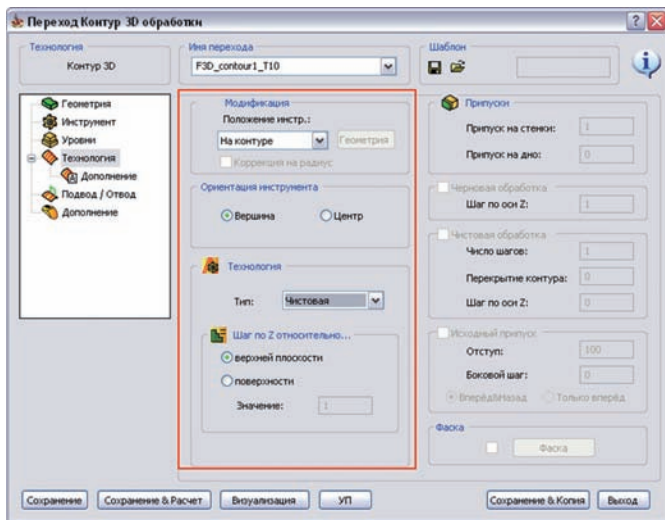 Переход Контур 3D обработки
Технология
Контур 3D
Имя перехода
F3D_contour1_T10
Шаблон
Геометрия
Инструмент
Уровни
Технология
Дополнение
Подвод / Отвод
Дополнение
Модификация
Положение инстр.:
На контуре
Геометрия
Коррекция на радиус
Ориентация инструмента
Вершина
Центр
Технология
Тип:
Чистовая
Шаг по Z относительно...
верхней плоскости
поверхности
Значение:
1
Припуски
Припуск на стенки:
1
Припуск на дно:
0
Черновая обработка
Шаг по оси Z:
1
Чистовая обработка
Число шагов:
1
Перекрытие контура:
0
Шаг по оси Z:
0
Исходный припуск
Отступ:
100
Боковой шаг:
0
Вперёд&Назад
Только вперёд
Фаска
Фаска
Сохранение
Сохранение & Расчет
Визуализация
УП
Сохранение & Копия
Выход